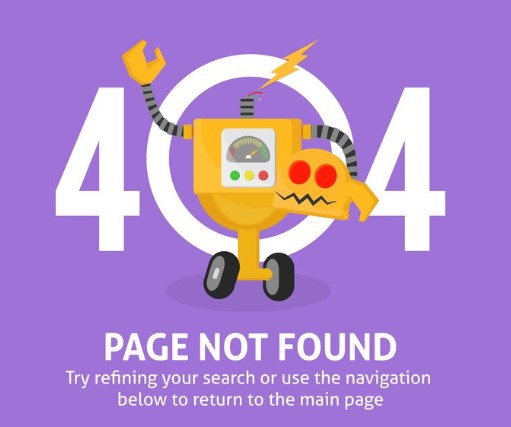 404
PAGE NOT FOUND
Try refining your search or use the navigation
below to return to the main page